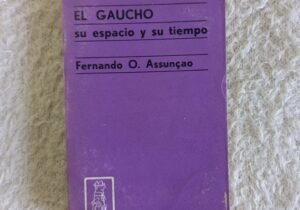 EL GAUCHO
su espacio y su tiempo
Fernando O. Assunçao